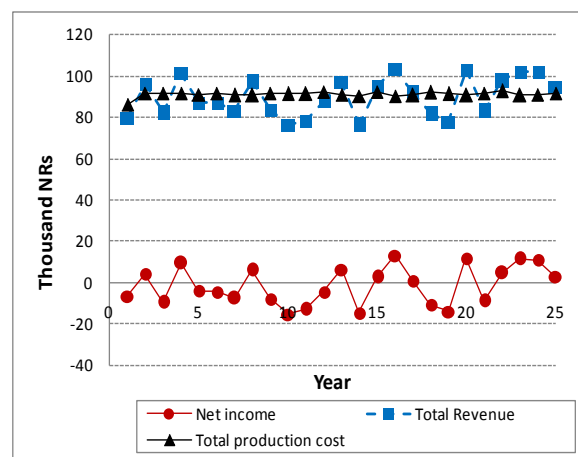 120
100
80
60
40
20
0
-20
-40
Thousand NRs
0 5 10 15 20 25
Year
Net income Total Revenue
Total production cost